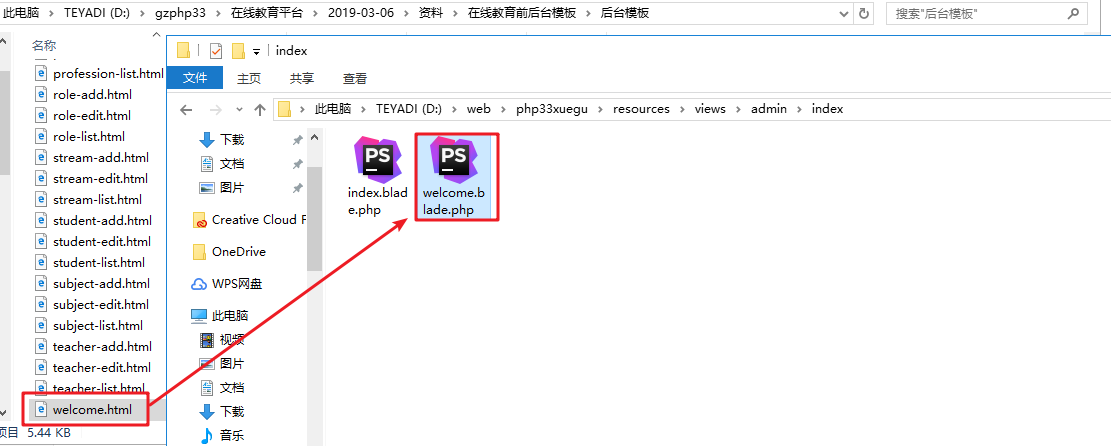 此电脑 > TEYADI (D:) > gzphp33 > 在线教育平台 > 2019-03-06 > 资料 > 在线教育前后台模板 > 后台模板
搜索"后台模板"
名称
profession-list.html
role-add.html
role-edit.html
role-list.html
stream-add.html
stream-edit.html
stream-list.html
student-add.html
student-edit.html
student-list.html
subject-add.html
subject-edit.html
subject-list.html
teacher-add.html
teacher-edit.html
teacher-list.html
welcome.html
项目 5.44 KB
index
文件 主页 共享 查看
此电脑 > TEYADI (D:) > web > php33xuegu > resources > views > admin > index
下载
文档
图片
Creative Cloud F
OneDrive
WPS网盘
此电脑
视频
图片
文档
下载
音乐
PS
index.blad
e.php
PS
welcome.b
lade.php